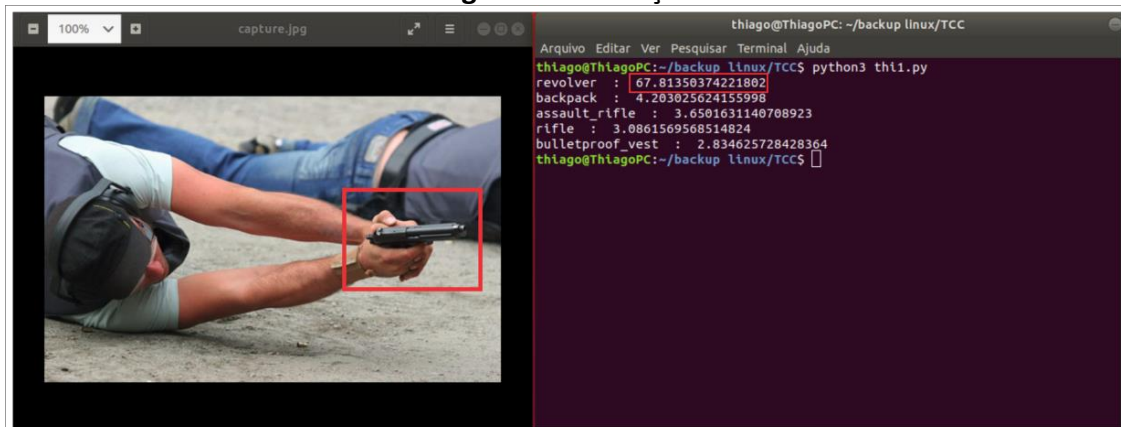 100% capture.jpg
thiago@ThiagoPC: ~/backup linux/TCC
Arquivo Editar Ver Pesquisar Terminal Ajuda
thiago@ThiagoPC:~/backup linux/TCC$ python3 thi1.py
revolver : 67.81350374221802
backpack : 4.203025624155998
assault_rifle : 3.6501631140708923
rifle : 3.0861569568514824
bulletproof_vest : 2.834625728428364
thiago@ThiagoPC:~/backup linux/TCC$